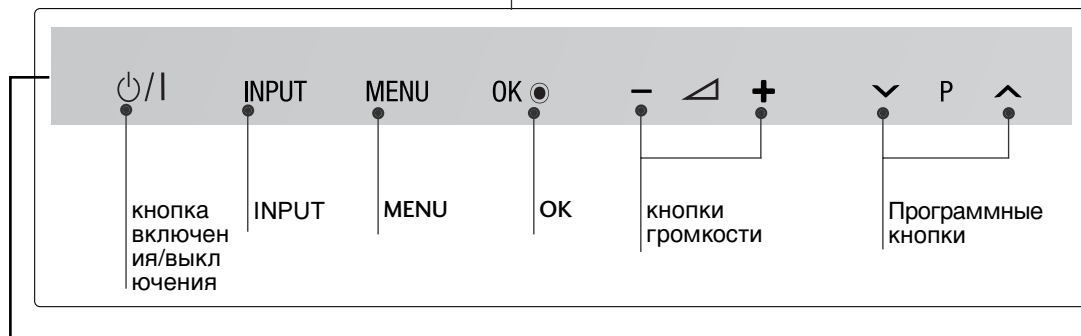 ⏻/I INPUT MENU OK ◉ − ⊿ + ⌵ P ⌃
кнопка
включен
ия/выкл
ючения
INPUT
MENU
OK
кнопки
громкости
Программные
кнопки